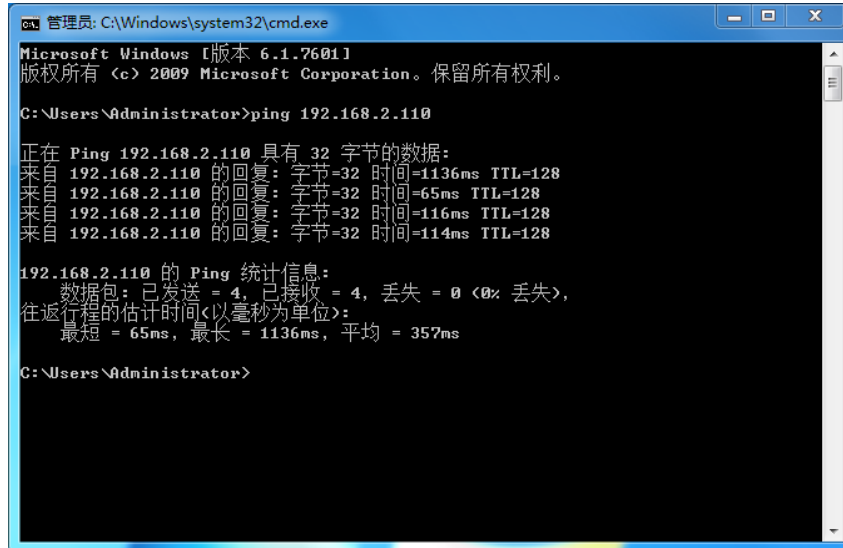 管理员: C:\Windows\system32\cmd.exe
Microsoft Windows [版本 6.1.7601]
版权所有 (c) 2009 Microsoft Corporation。保留所有权利。
C:\Users\Administrator>ping 192.168.2.110
正在 Ping 192.168.2.110 具有 32 字节的数据:
来自 192.168.2.110 的回复: 字节=32 时间=1136ms TTL=128
来自 192.168.2.110 的回复: 字节=32 时间=65ms TTL=128
来自 192.168.2.110 的回复: 字节=32 时间=116ms TTL=128
来自 192.168.2.110 的回复: 字节=32 时间=114ms TTL=128
192.168.2.110 的 Ping 统计信息:
数据包: 已发送 = 4, 已接收 = 4, 丢失 = 0 (0% 丢失),
往返行程的估计时间(以毫秒为单位):
最短 = 65ms, 最长 = 1136ms, 平均 = 357ms
C:\Users\Administrator>